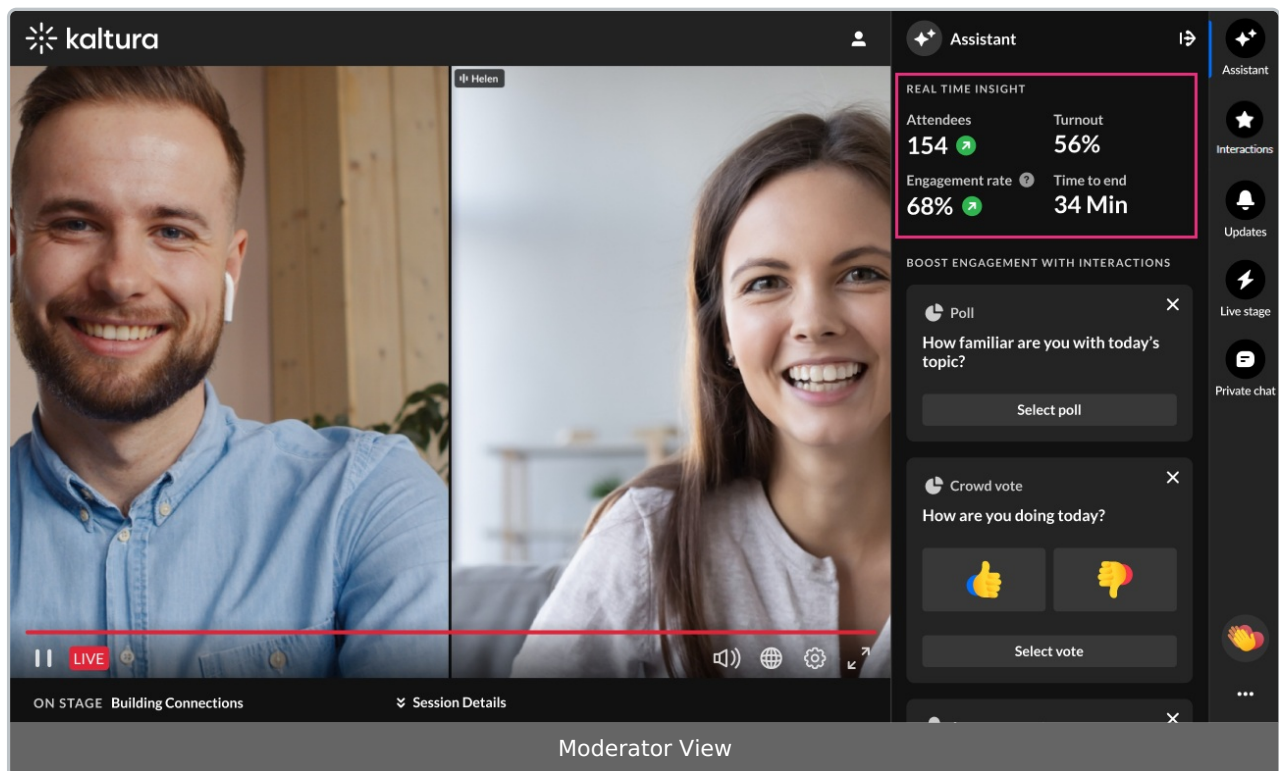 kaltura
Helen
LIVE
ON STAGE Building Connections
Session Details
Assistant
REAL TIME INSIGHT
Attendees
154
Turnout
56%
Engagement rate ?
68%
Time to end
34 Min
BOOST ENGAGEMENT WITH INTERACTIONS
Poll
How familiar are you with today's
topic?
Select poll
Crowd vote
How are you doing today?
Select vote
Assistant
Interactions
Updates
Live stage
Private chat
Moderator View